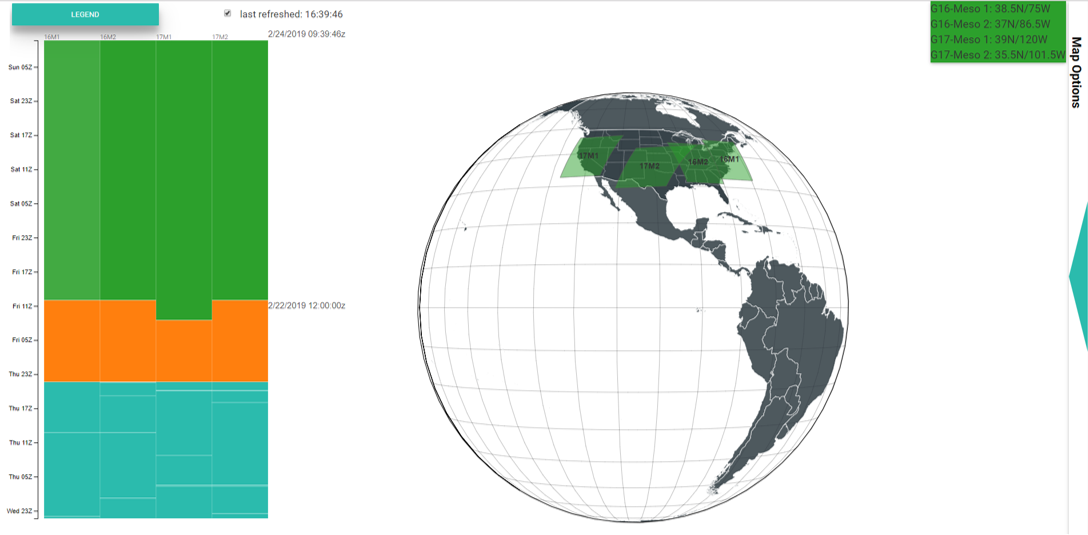 LEGEND
last refreshed: 16:39:46
2/24/2019 09:39:46z
16M1 16M2 17M1 17M2
Sun 05Z
Sat 23Z
Sat 17Z
Sat 11Z
Sat 05Z
Fri 23Z
Fri 17Z
Fri 11Z
2/22/2019 12:00:00z
Fri 05Z
Thu 23Z
Thu 17Z
Thu 11Z
Thu 05Z
Wed 23Z
17M1
17M2
16M2
16M1
G16-Meso 1: 38.5N/75W
G16-Meso 2: 37N/86.5W
G17-Meso 1: 39N/120W
G17-Meso 2: 35.5N/101.5W
Map Options